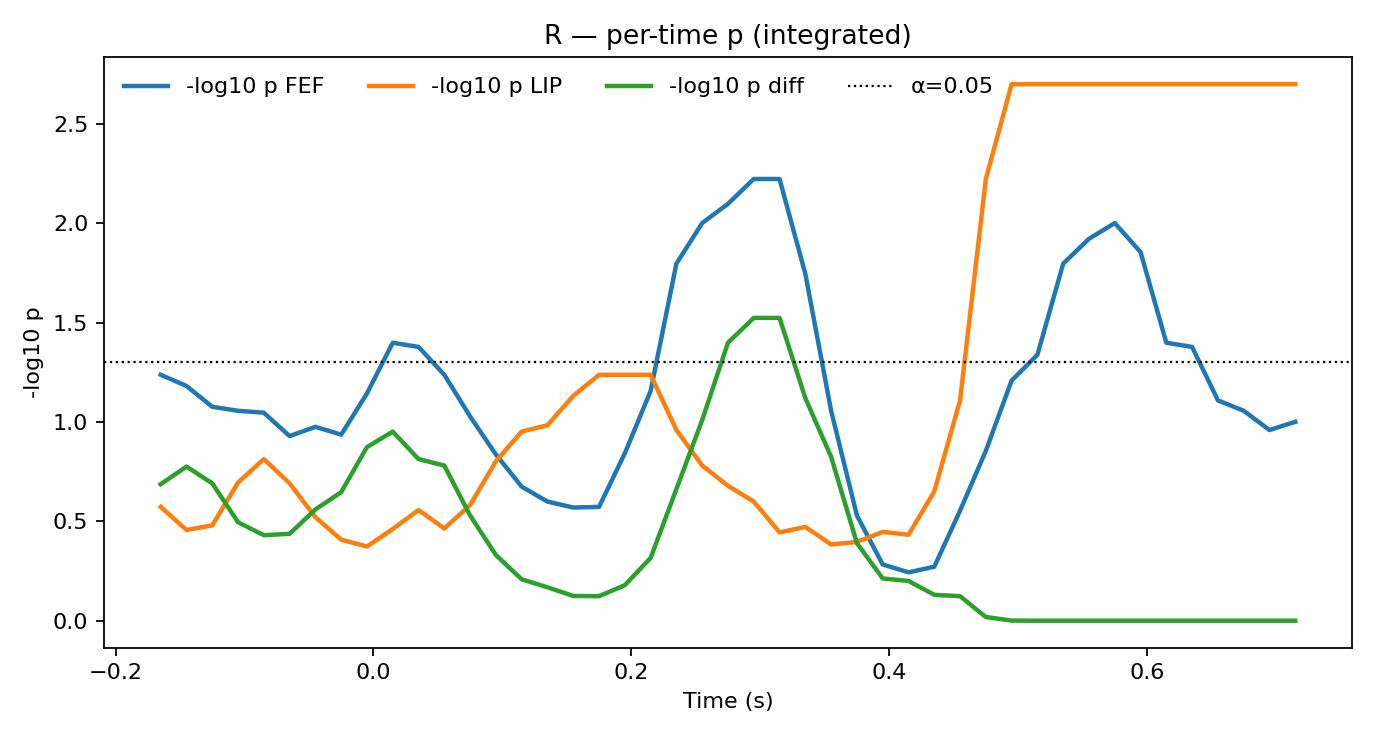 R — per-time p (integrated)
-log10 p FEF -log10 p LIP -log10 p diff α=0.05
-log10 p
2.5
2.0
1.5
1.0
0.5
0.0
−0.2 0.0 0.2 0.4 0.6
Time (s)